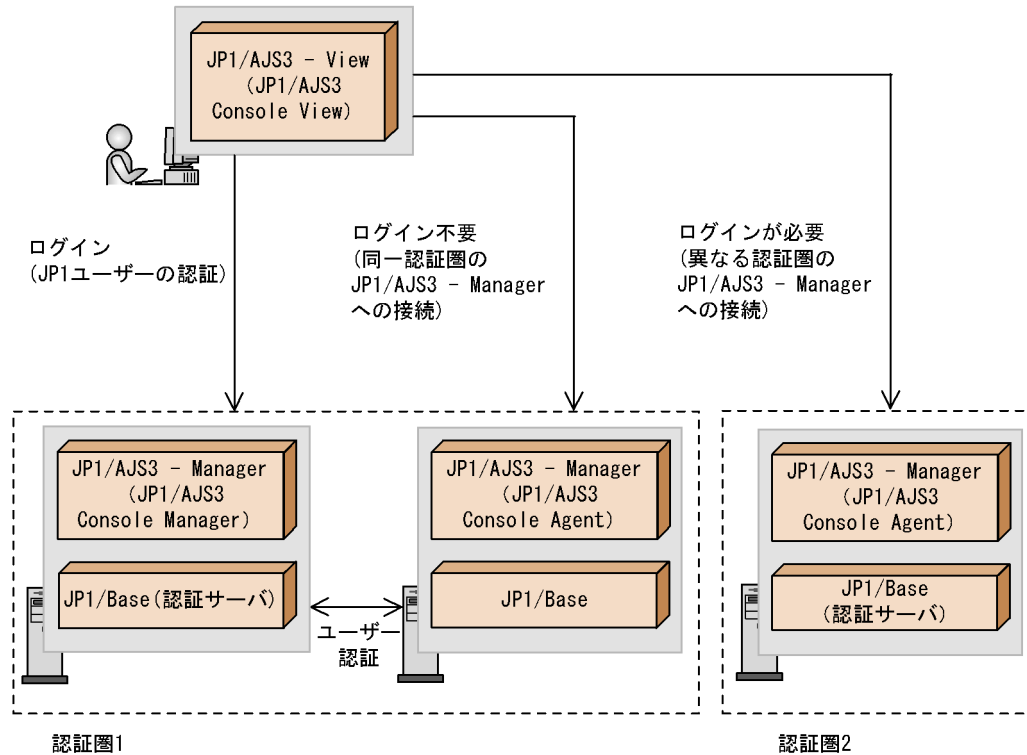 JP1/AJS3 - View
(JP1/AJS3
Console View)
ログイン
(JP1ユーザーの認証)
ログイン不要
(同一認証圏の
JP1/AJS3 - Manager
への接続)
ログインが必要
(異なる認証圏の
JP1/AJS3 - Manager
への接続)
JP1/AJS3 - Manager
(JP1/AJS3
Console Manager)
JP1/Base(認証サーバ)
ユーザー
認証
JP1/AJS3 - Manager
(JP1/AJS3
Console Agent)
JP1/Base
JP1/AJS3 - Manager
(JP1/AJS3
Console Agent)
JP1/Base
(認証サーバ)
認証圏1
認証圏2